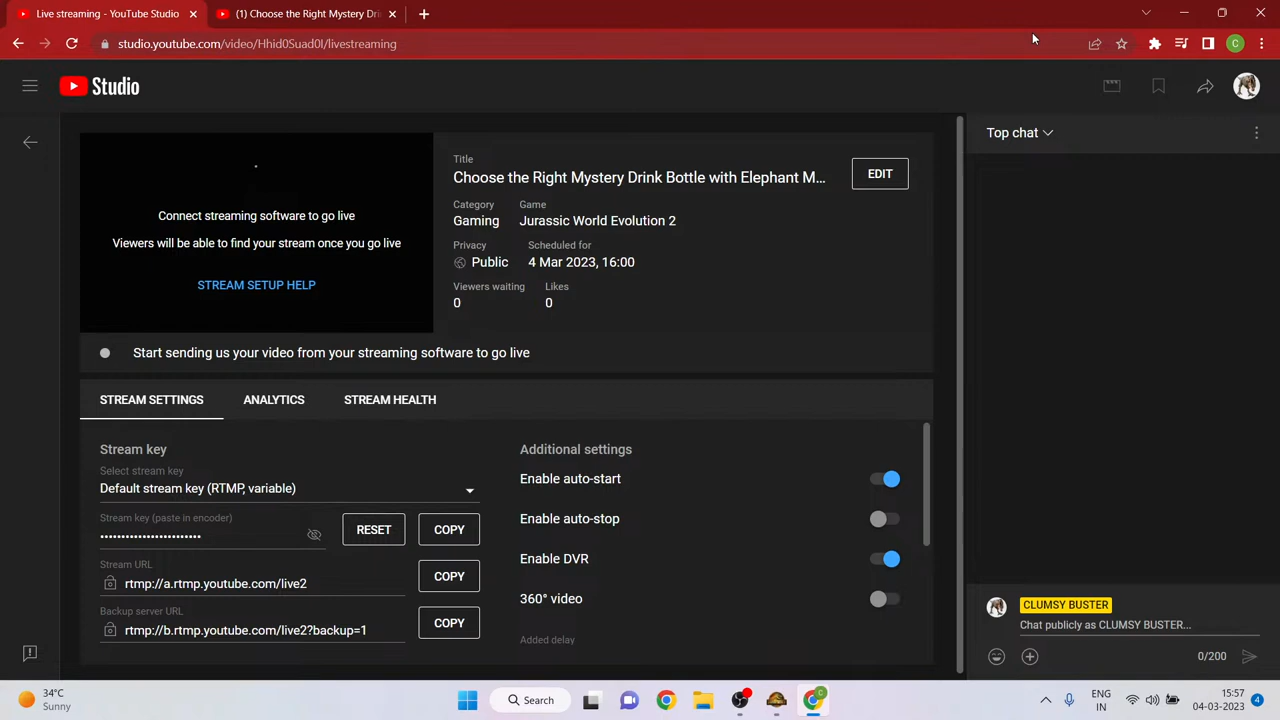 Live streaming - YouTube Studio
(1) Choose the Right Mystery Dri
studio.youtube.com/video/Hhid0Suad0I/livestreaming
C
Studio
Connect streaming software to go live
Viewers will be able to find your stream once you go live
STREAM SETUP HELP
Title
Choose the Right Mystery Drink Bottle with Elephant M...
EDIT
Category
Game
Gaming
Jurassic World Evolution 2
Privacy
Scheduled for
Public
4 Mar 2023, 16:00
Viewers waiting
Likes
0
0
Top chat
Start sending us your video from your streaming software to go live
STREAM SETTINGS
ANALYTICS
STREAM HEALTH
Stream key
Select stream key
Default stream key (RTMP, variable)
Stream key (paste in encoder)
••••••••••••••••••••••••
RESET
COPY
Stream URL
rtmp://a.rtmp.youtube.com/live2
COPY
Backup server URL
rtmp://b.rtmp.youtube.com/live2?backup=1
COPY
Additional settings
Enable auto-start
Enable auto-stop
Enable DVR
360° video
Added delay
CLUMSY BUSTER
Chat publicly as CLUMSY BUSTER...
0/200
34°C
Sunny
Search
C
ENG
IN
15:57
04-03-2023
4